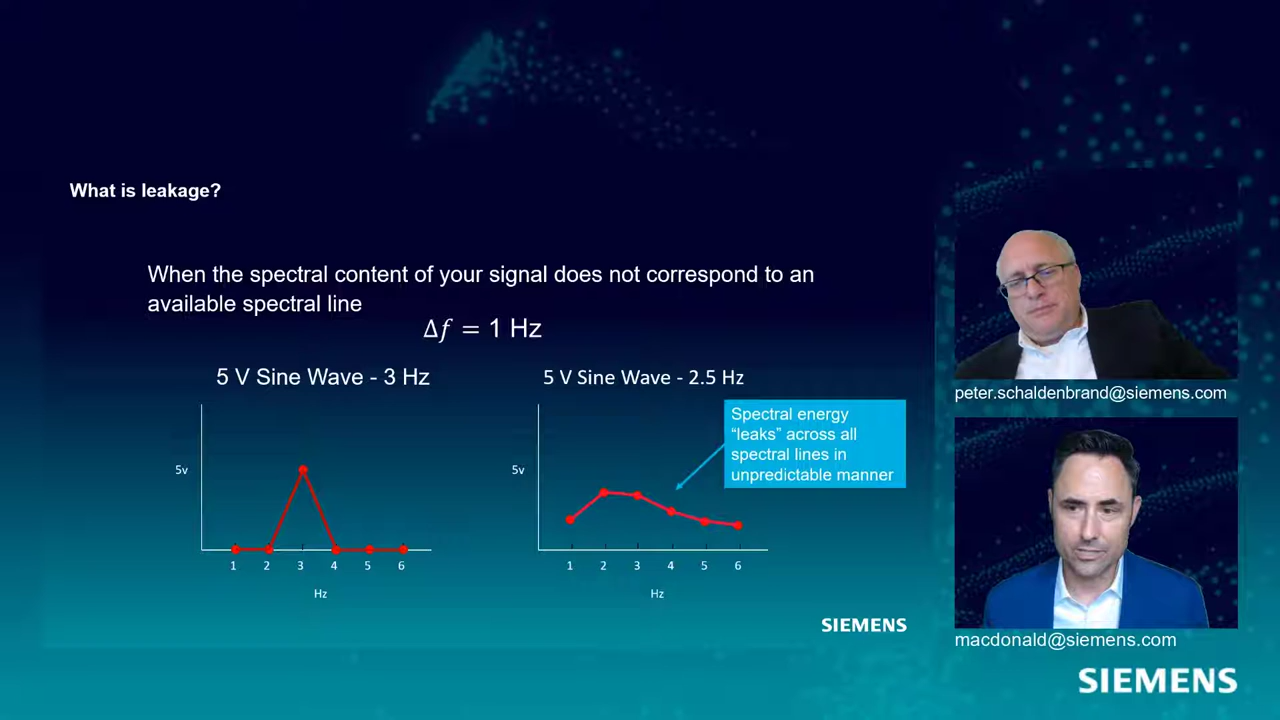 What is leakage?
When the spectral content of your signal does not correspond to an
available spectral line
Δf = 1 Hz
5 V Sine Wave - 3 Hz
5v
1 2 3 4 5 6
Hz
5 V Sine Wave - 2.5 Hz
Spectral energy
“leaks” across all
spectral lines in
unpredictable manner
5v
1 2 3 4 5 6
Hz
SIEMENS
peter.schaldenbrand@siemens.com
macdonald@siemens.com
SIEMENS